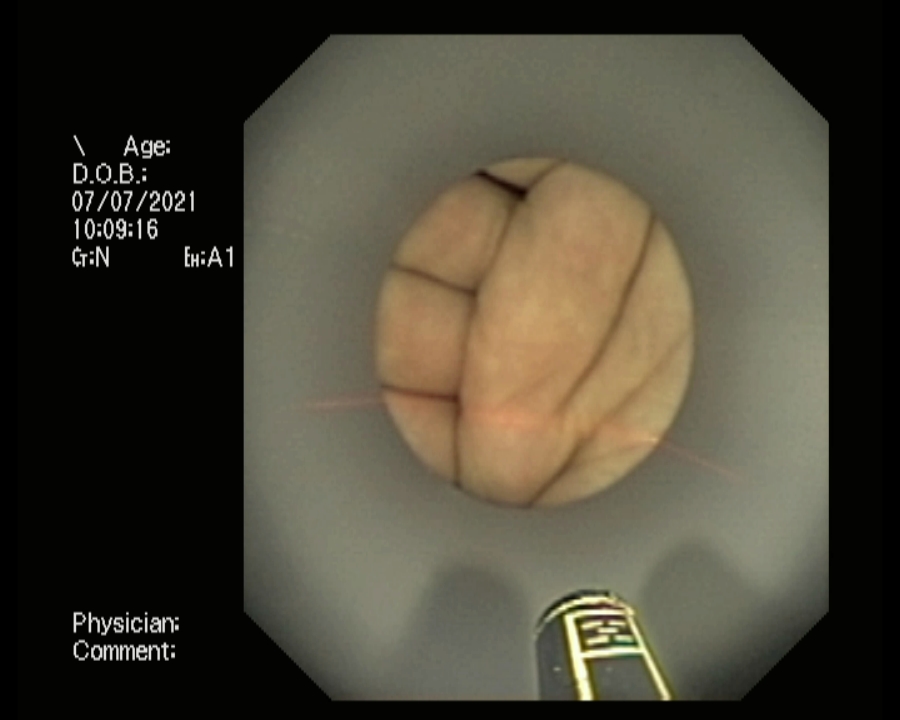 \ Age:
D.O.B.:
07/07/2021
10:09:16
Cr:N EH:A1
Physician:
Comment: